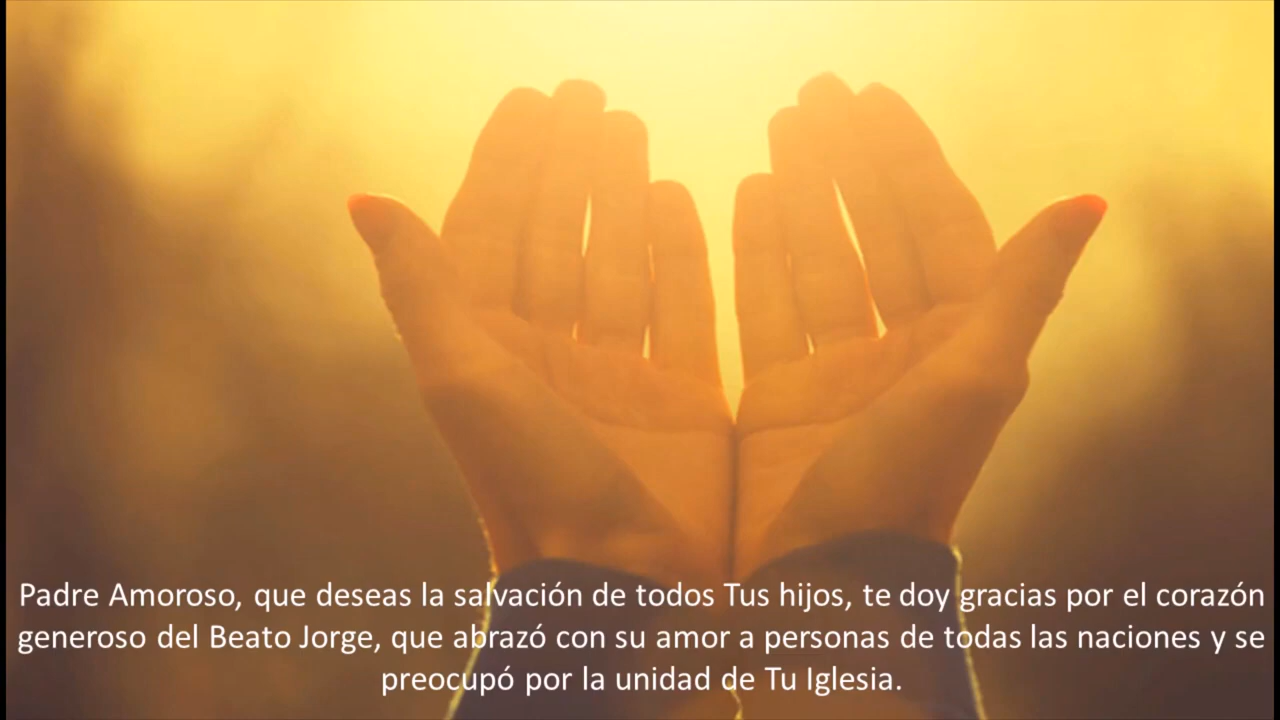 Padre Amoroso, que deseas la salvación de todos Tus hijos, te doy gracias por el corazón
generoso del Beato Jorge, que abrazó con su amor a personas de todas las naciones y se
preocupó por la unidad de Tu Iglesia.